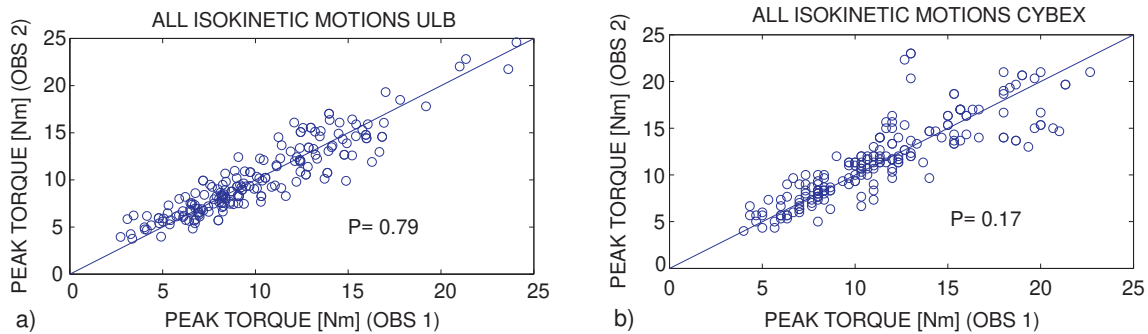 ALL ISOKINETIC MOTIONS ULB
PEAK TORQUE [Nm] (OBS 2)
25
20
15
10
5
0
P= 0.79
0 5 10 15 20 25
PEAK TORQUE [Nm] (OBS 1)
a)
ALL ISOKINETIC MOTIONS CYBEX
PEAK TORQUE [Nm] (OBS 2)
25
20
15
10
5
0
P= 0.17
0 5 10 15 20 25
PEAK TORQUE [Nm] (OBS 1)
b)